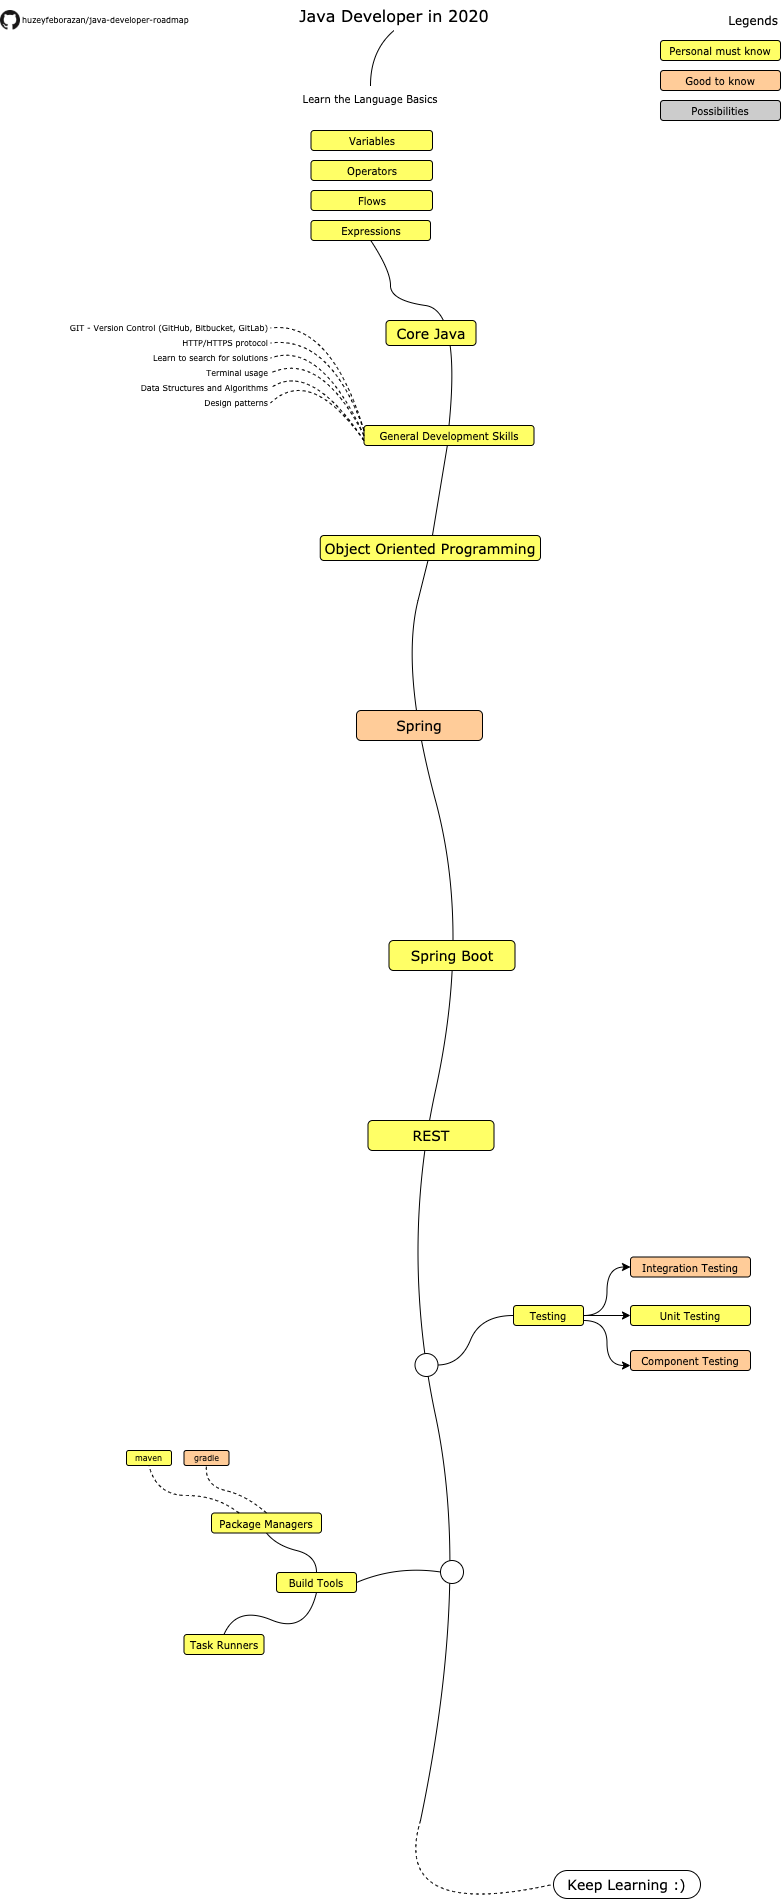 huzeyfeborazan/java-developer-roadmap
Java Developer in 2020
Legends
Personal must know
Good to know
Possibilities
Learn the Language Basics
Variables
Operators
Flows
Expressions
Core Java
GIT - Version Control (GitHub, Bitbucket, GitLab)
HTTP/HTTPS protocol
Learn to search for solutions
Terminal usage
Data Structures and Algorithms
Design patterns
General Development Skills
Object Oriented Programming
Spring
Spring Boot
REST
Integration Testing
Testing
Unit Testing
Component Testing
maven
gradle
Package Managers
Build Tools
Task Runners
Keep Learning :)